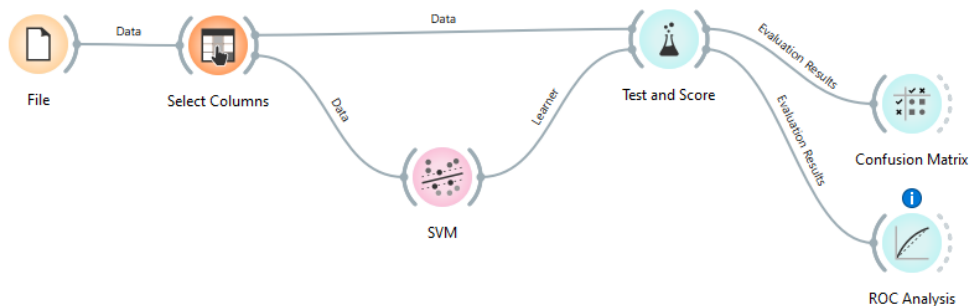 Data
Data
Evaluation Results
File
Select Columns
Test and Score
Data
Learner
Evaluation Results
Confusion Matrix
SVM
i
ROC Analysis